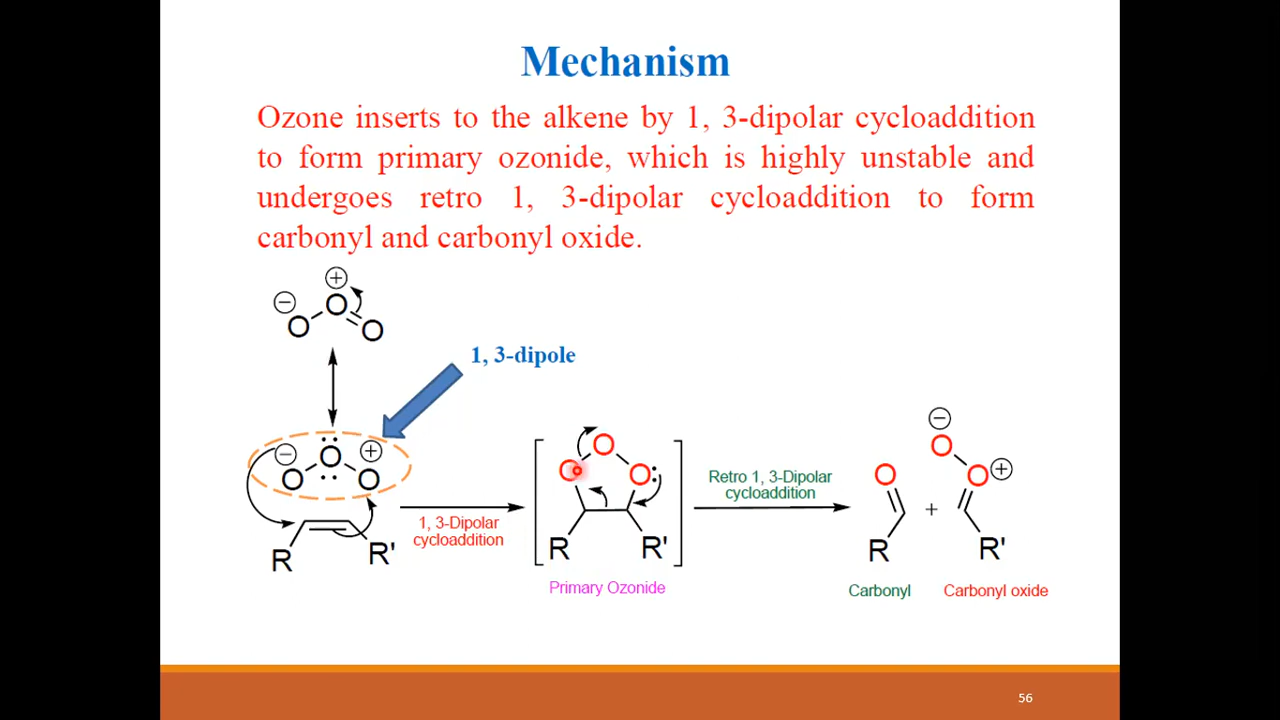 Mechanism
Ozone inserts to the alkene by 1, 3-dipolar cycloaddition
to form primary ozonide, which is highly unstable and
undergoes retro 1, 3-dipolar cycloaddition to form
carbonyl and carbonyl oxide.
⊕
⊖ O O O
1, 3-dipole
⊖ O O O ⊕
R R'
1, 3-Dipolar
cycloaddition
O O O
R R'
Primary Ozonide
Retro 1, 3-Dipolar
cycloaddition
O
R
Carbonyl
+
⊖
O
O ⊕
R'
Carbonyl oxide
56